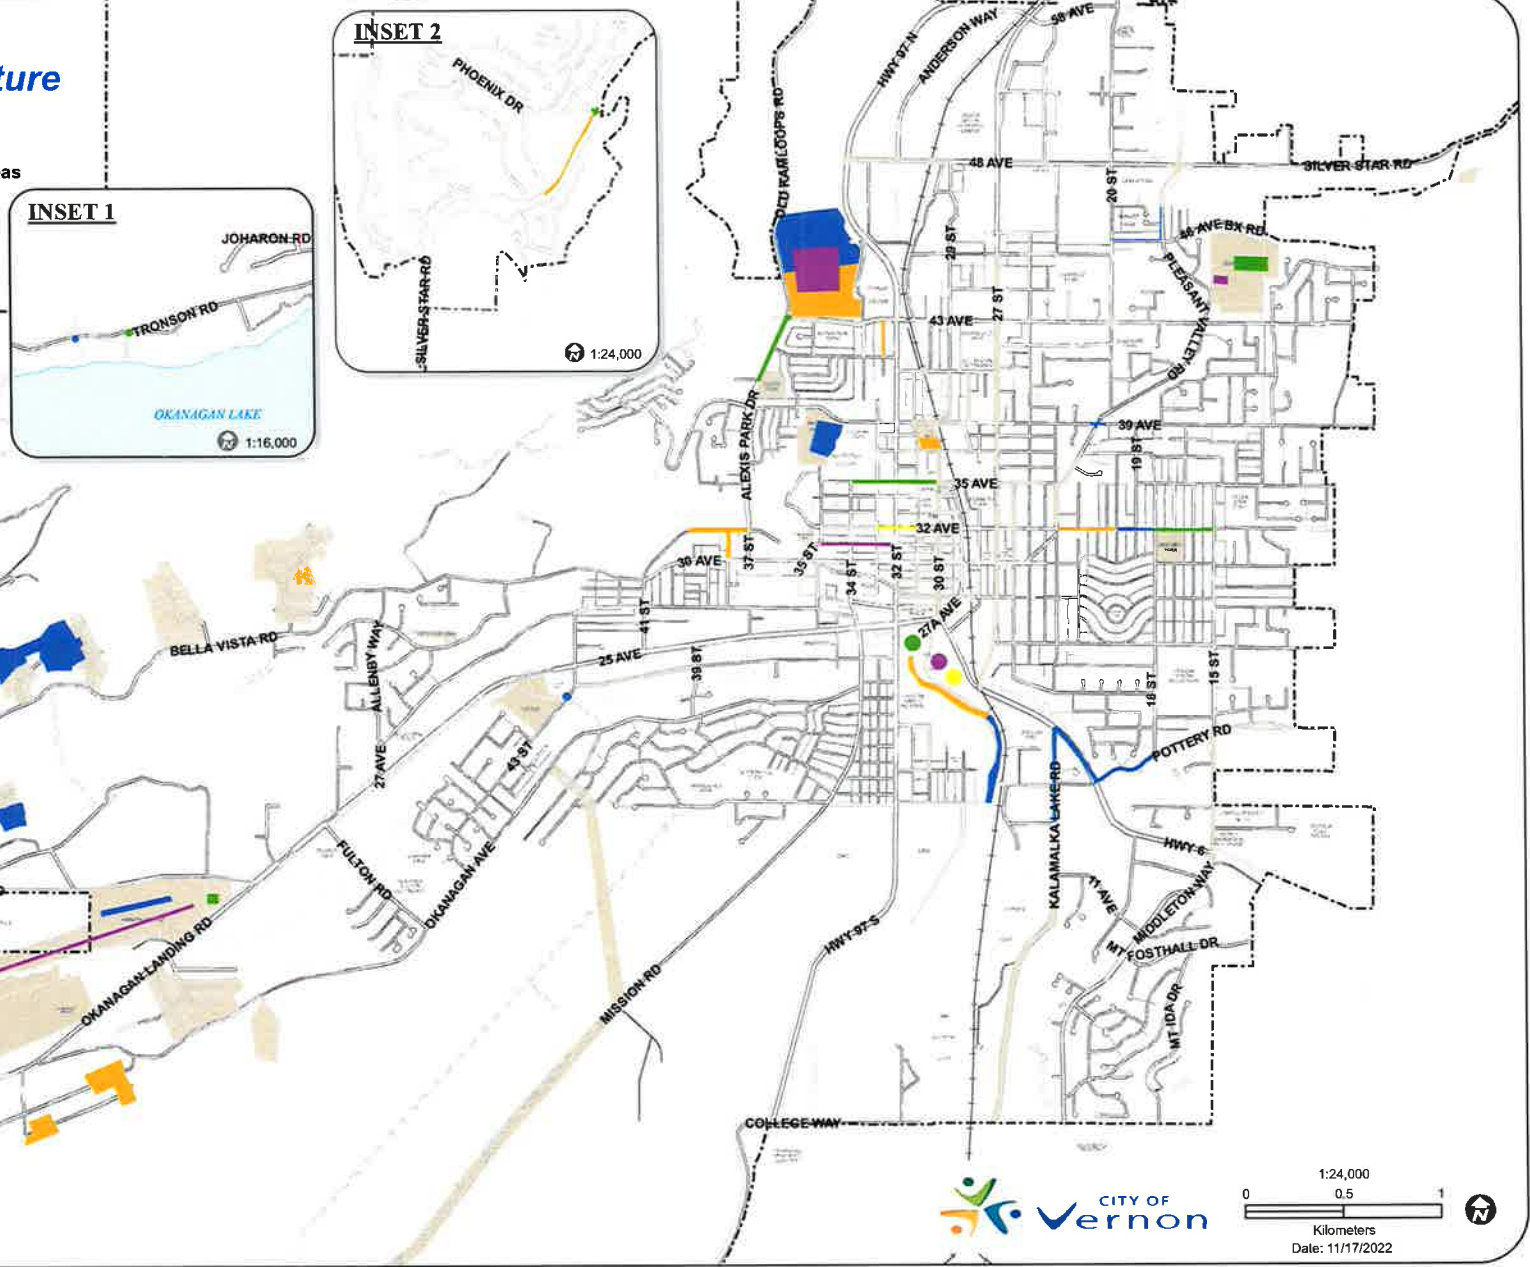 ture
as
INSET 1
JOHARON RD
TRONSON RD
OKANAGAN LAKE
1:16,000
INSET 2
PHOENIX DR
SILVER STAR RD
1:24,000
OLD KAMLOOPS RD
HWY 97 N
ANDERSON WAY
58 AVE
48 AVE
SILVER STAR RD
20 ST
46 AVE BX RD
29 ST
27 ST
PLEASANT VALLEY RD
43 AVE
ALEXIS PARK DR
39 AVE
19 ST
35 AVE
32 AVE
37 ST
35 ST
30 AVE
34 ST
32 ST
30 ST
27A AVE
41 ST
BELLA VISTA RD
ALLENBY WAY
25 AVE
39 ST
15 ST
18 ST
POTTERY RD
27 AVE
43 ST
KALAMALKA LAKE RD
HWY 6
FULTON RD
OKANAGAN AVE
11 AVE
MIDDLETON WAY
MT FOSTHALL DR
HWY 97 S
OKANAGAN LANDING RD
MISSION RD
MT IDA DR
COLLEGE WAY
CITY OF
Vernon
1:24,000
0 0.5 1
Kilometers
Date: 11/17/2022